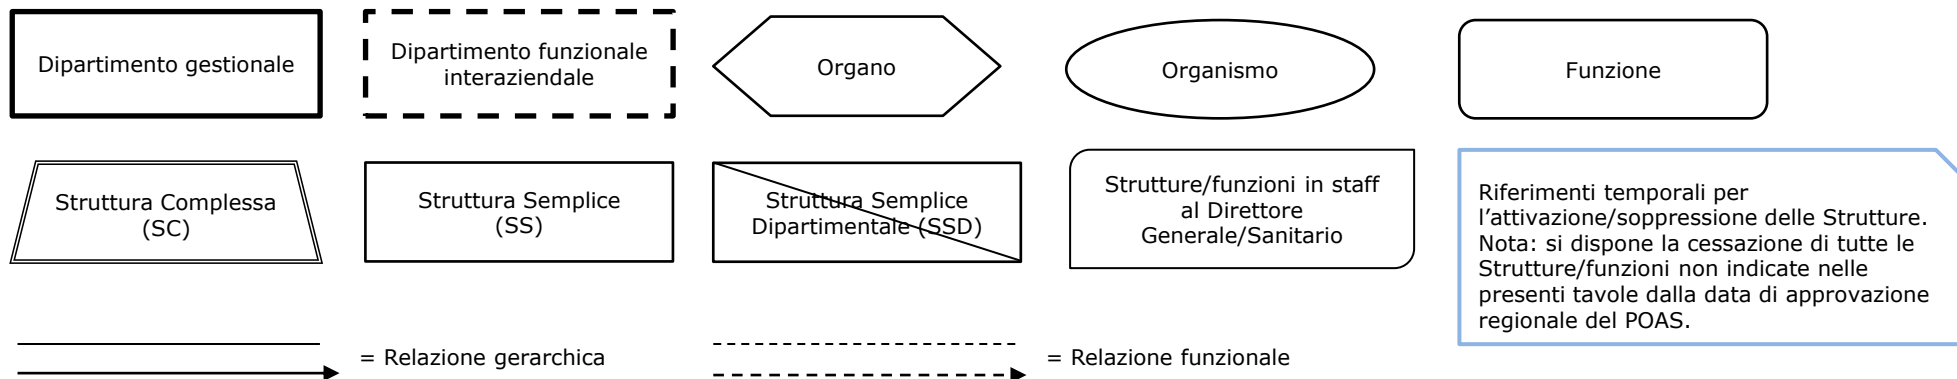 Dipartimento gestionale
Dipartimento funzionale
interaziendale
Organo
Organismo
Funzione
Struttura Complessa
(SC)
Struttura Semplice
(SS)
Struttura Semplice
Dipartimentale (SSD)
Strutture/funzioni in staff
al Direttore
Generale/Sanitario
Riferimenti temporali per
l’attivazione/soppressione delle Strutture.
Nota: si dispone la cessazione di tutte le
Strutture/funzioni non indicate nelle
presenti tavole dalla data di approvazione
regionale del POAS.
= Relazione gerarchica
= Relazione funzionale